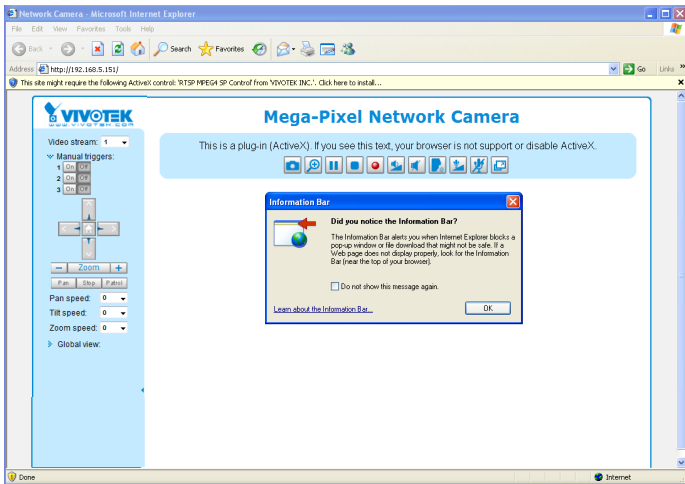 Network Camera - Microsoft Internet Explorer
File Edit View Favorites Tools Help
Back Search Favorites
Address http://192.168.5.151/ Go Links »
This site might require the following ActiveX control: 'RTSP MPEG4 SP Control' from 'VIVOTEK INC.'. Click here to install...
VIVOTEK
WWW.VIVOTEK.COM
Mega-Pixel Network Camera
Video stream: 1
Manual triggers:
1 On Off
2 On Off
3 On Off
This is a plug-in (ActiveX). If you see this text, your browser is not support or disable ActiveX.
Zoom
Pan Stop Patrol
Pan speed: 0
Tilt speed: 0
Zoom speed: 0
Global view:
Information Bar
Did you notice the Information Bar?
The Information Bar alerts you when Internet Explorer blocks a
pop-up window or file download that might not be safe. If a
Web page does not display properly, look for the Information
Bar (near the top of your browser).
Do not show this message again.
Learn about the Information Bar...
OK
Done
Internet